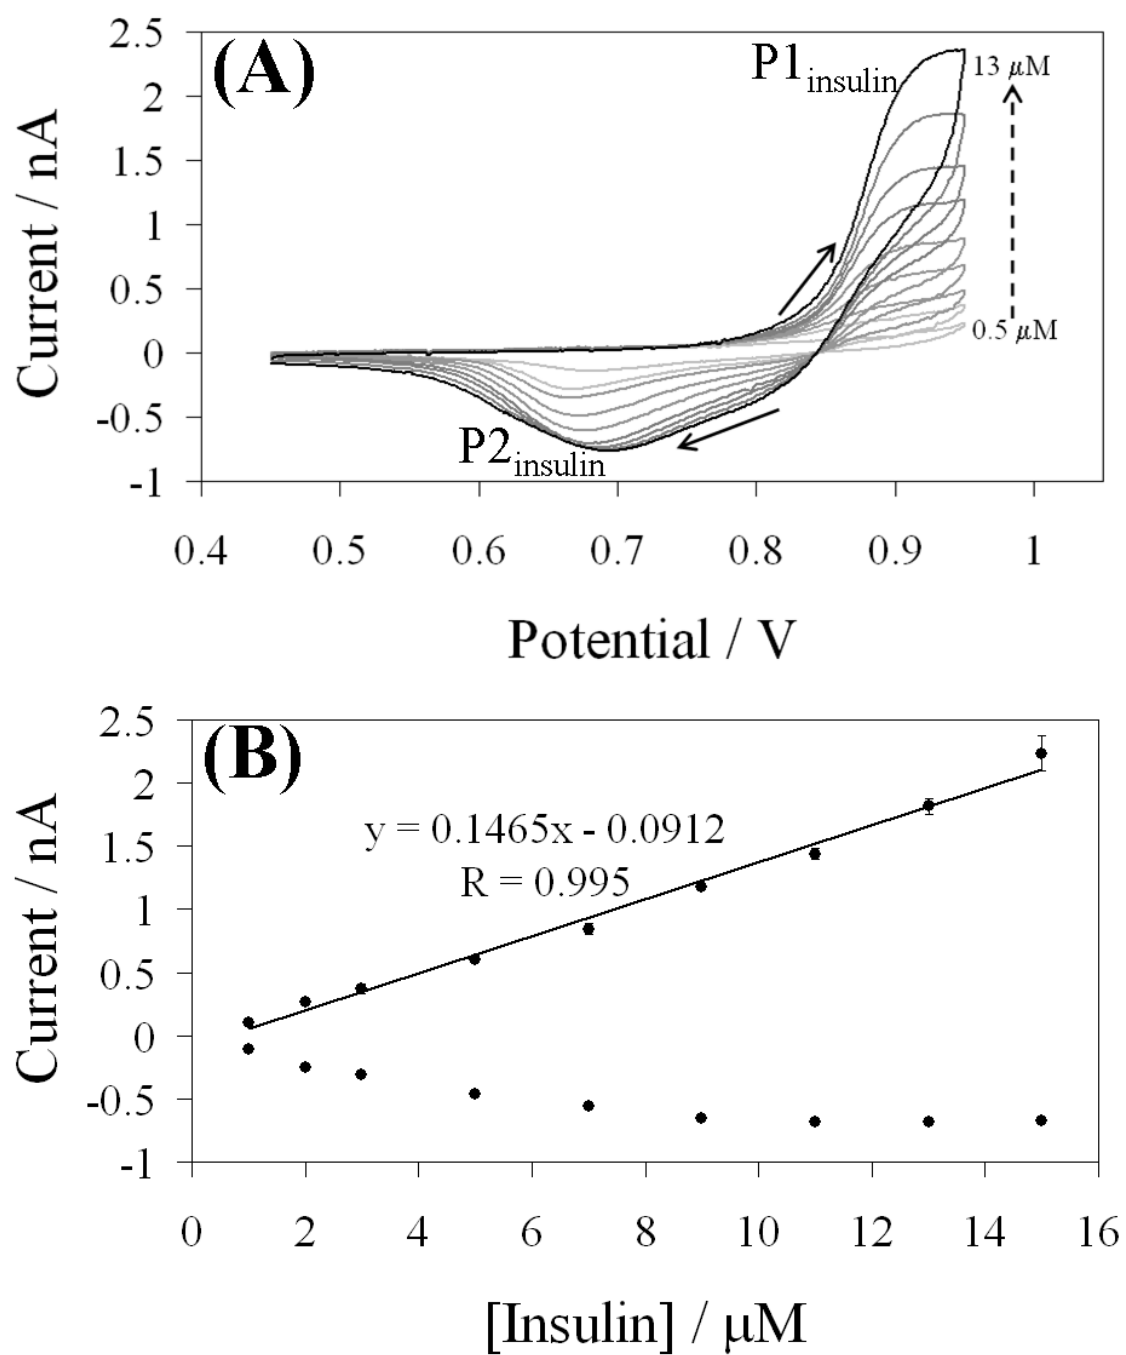 2.5
(A)
P1insulin
13 μM
2
1.5
1
0.5
0.5 μM
0
-0.5
P2insulin
-1
Current / nA
0.4 0.5 0.6 0.7 0.8 0.9 1
Potential / V
2.5
(B)
2
y = 0.1465x - 0.0912
1.5
R = 0.995
1
0.5
0
-0.5
-1
Current / nA
0 2 4 6 8 10 12 14 16
[Insulin] / μM